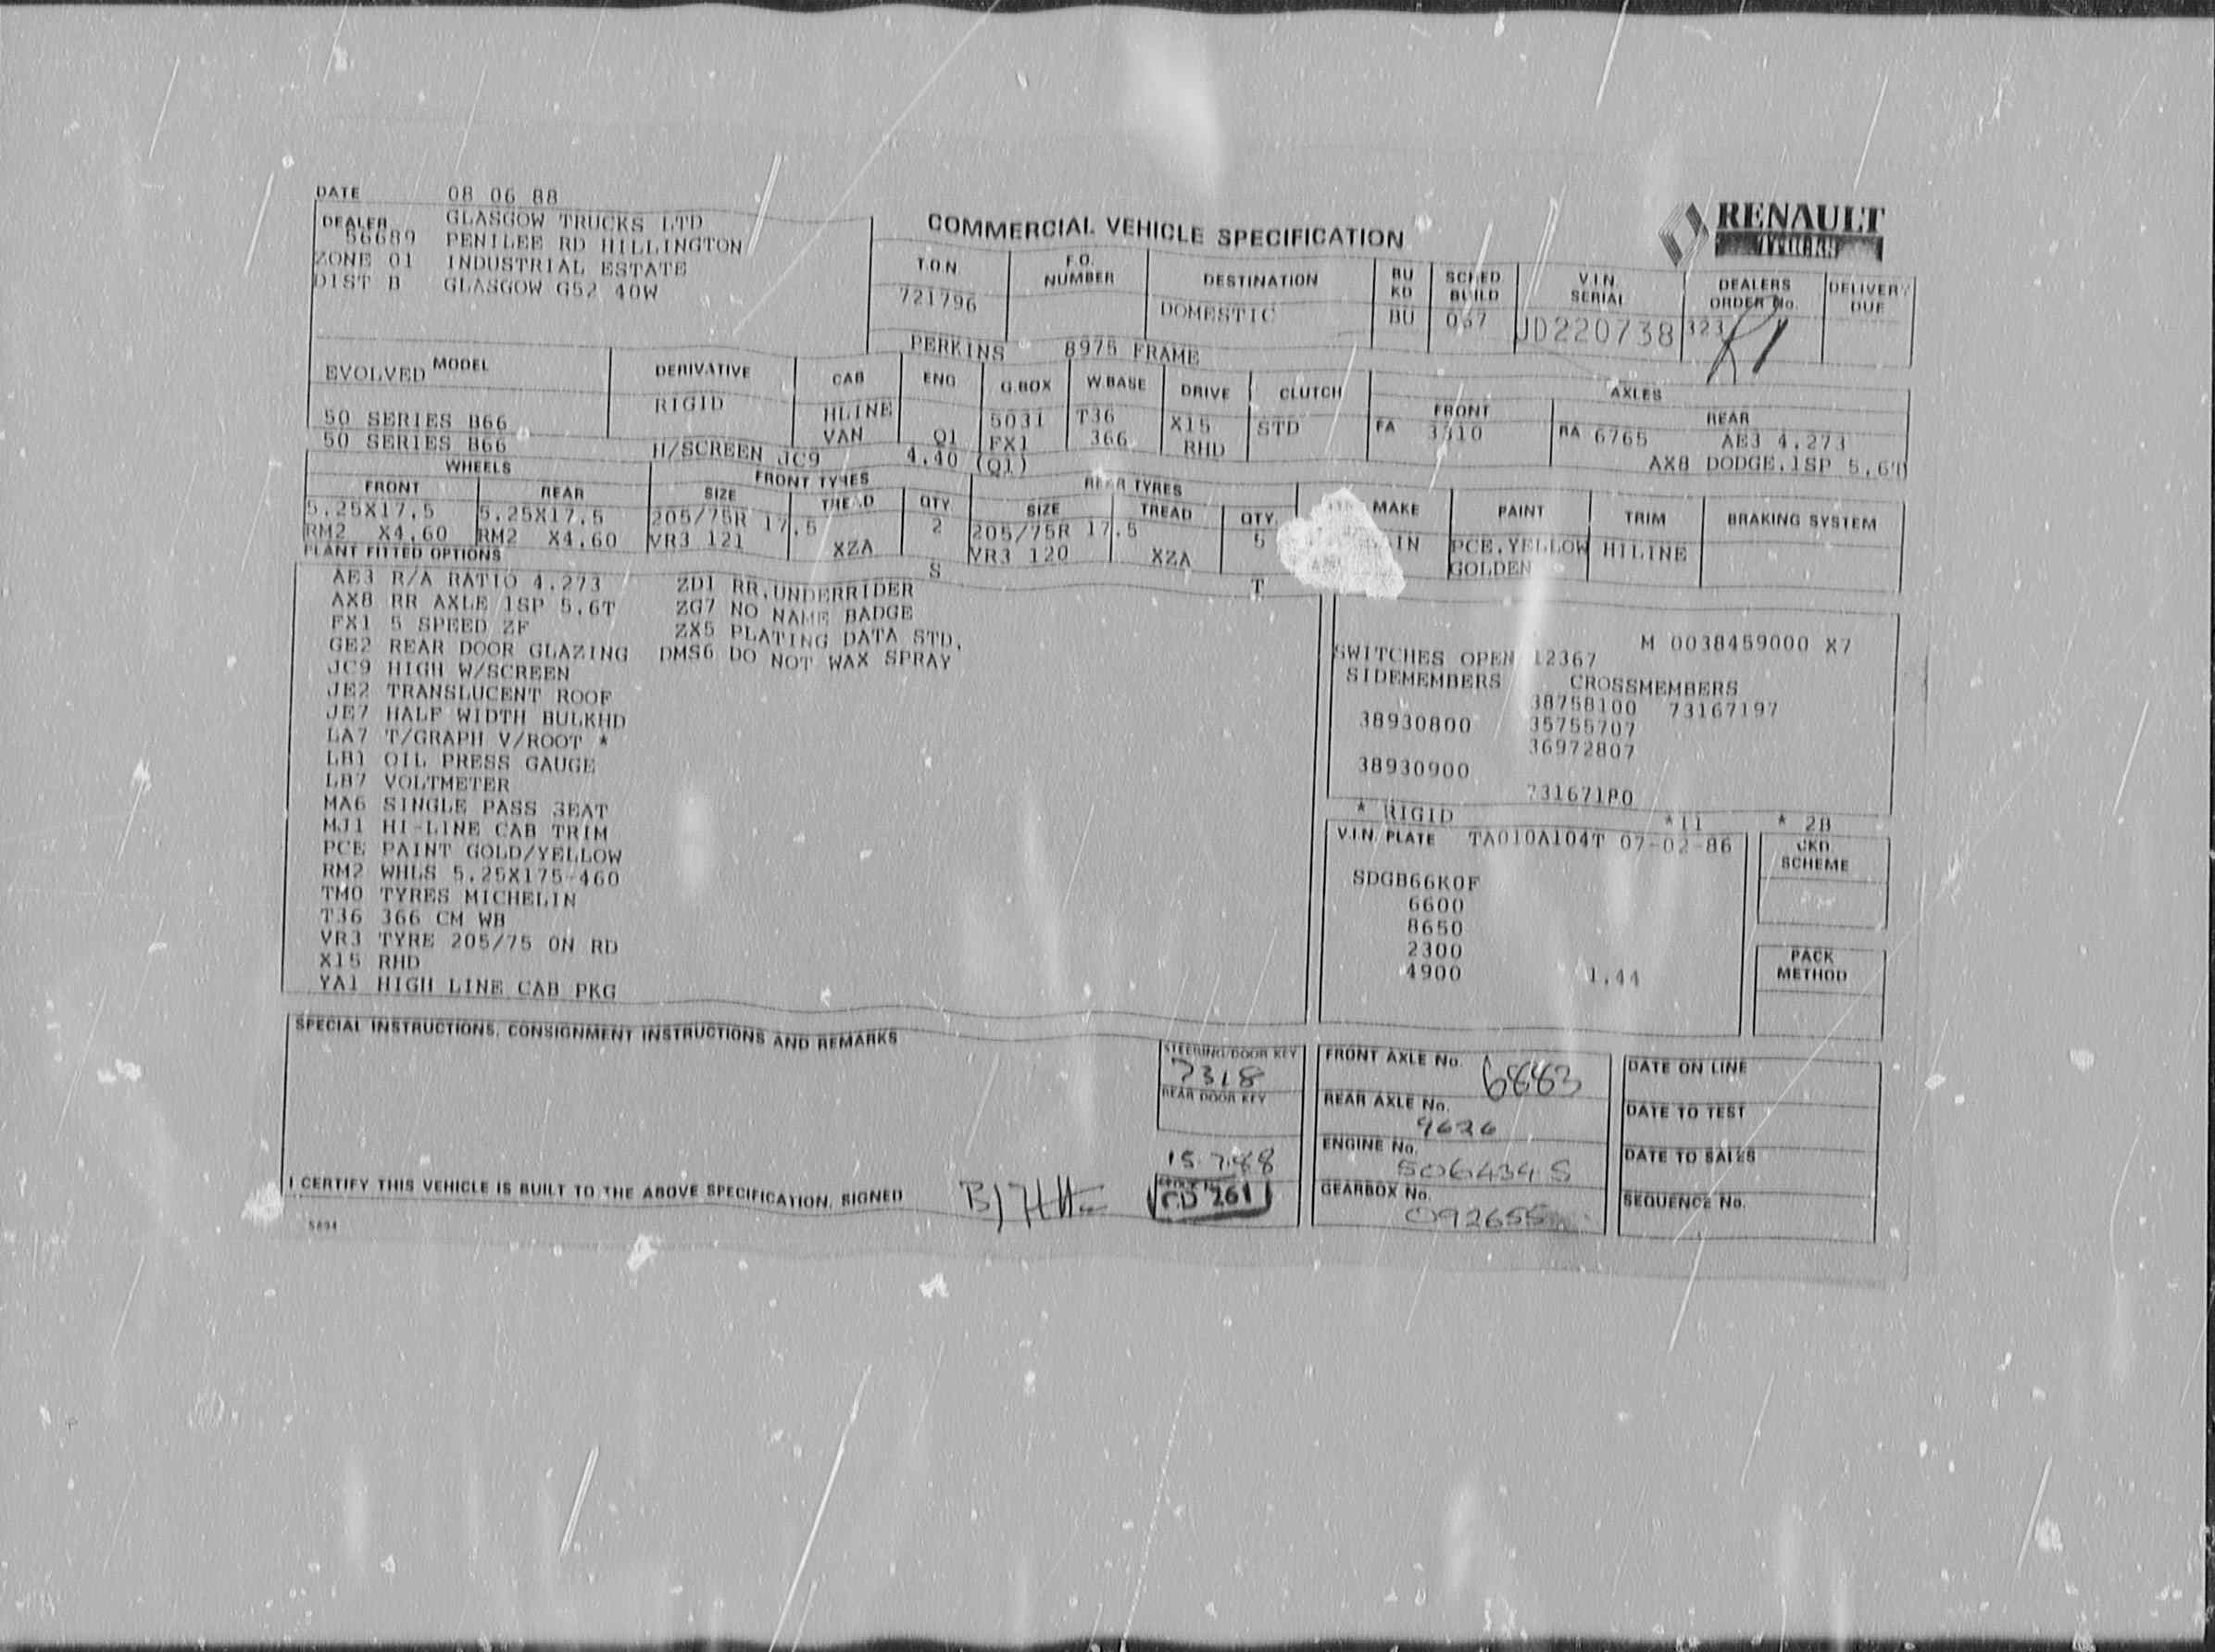 DATE 08 06 88
DEALER GLASGOW TRUCKS LTD
56689 PENILEE RD HILLINGTON
ZONE 01 INDUSTRIAL ESTATE
DIST B GLASGOW G52 40W
COMMERCIAL VEHICLE SPECIFICATION
RENAULT
T.O.N. F.O. NUMBER DESTINATION BU KD SCHED. BUILD V.I.N. SERIAL DEALERS ORDER No. DELIVERY DUE
721796 DOMESTIC BU 067 JD220738 323
PERKINS 8975 FRAME
MODEL DERIVATIVE CAB ENG G.BOX W.BASE DRIVE CLUTCH AXLES
FRONT REAR
EVOLVED RIGID HLINE 5031 T36 X15 STD FA 3310 RA 6765 AE3 4.273
50 SERIES B66 VAN Q1 FX1 366 RHD
50 SERIES B66 H/SCREEN JC9 4.40 (Q1) AX8 DODGE.1SP 5.6T
WHEELS FRONT TYRES REAR TYRES
FRONT REAR SIZE TREAD QTY SIZE TREAD QTY. MAKE PAINT TRIM BRAKING SYSTEM
5.25X17.5 5.25X17.5 205/75R 17.5 2 205/75R 17.5 5 IN PCE.YELLOW HILINE
RM2 X4.60 RM2 X4.60 VR3 121 XZA VR3 120 XZA GOLDEN
S T
PLANT FITTED OPTIONS
AE3 R/A RATIO 4.273 ZD1 RR.UNDERRIDER
AX8 RR AXLE 1SP 5.6T ZG7 NO NAME BADGE
FX1 5 SPEED ZF ZX5 PLATING DATA STD.
GE2 REAR DOOR GLAZING DMS6 DO NOT WAX SPRAY
JC9 HIGH W/SCREEN
JE2 TRANSLUCENT ROOF
JE7 HALF WIDTH BULKHD
LA7 T/GRAPH V/ROOT *
LB1 OIL PRESS GAUGE
LB7 VOLTMETER
MA6 SINGLE PASS SEAT
MJ1 HI-LINE CAB TRIM
PCE PAINT GOLD/YELLOW
RM2 WHLS 5.25X175-460
TM0 TYRES MICHELIN
T36 366 CM WB
VR3 TYRE 205/75 ON RD
X15 RHD
YA1 HIGH LINE CAB PKG
M 0038459000 X7
SWITCHES OPEN 12367
SIDEMEMBERS CROSSMEMBERS
38758100 73167197
38930800 35755707
36972807
38930900
731671P0
* RIGID *11 * 2B
V.I.N. PLATE TA010A104T 07-02-86
SDGB66K0F
6600
8650
2300
4900 1.44
CKD. SCHEME
PACK METHOD
SPECIAL INSTRUCTIONS, CONSIGNMENT INSTRUCTIONS AND REMARKS
STEERING/DOOR KEY
7318
REAR DOOR KEY
15.7.88
CD 261
FRONT AXLE No. 6883
REAR AXLE No.
9626
ENGINE No.
506434 S
GEARBOX No.
092655
DATE ON LINE
DATE TO TEST
DATE TO SALES
SEQUENCE No.
I CERTIFY THIS VEHICLE IS BUILT TO THE ABOVE SPECIFICATION. SIGNED